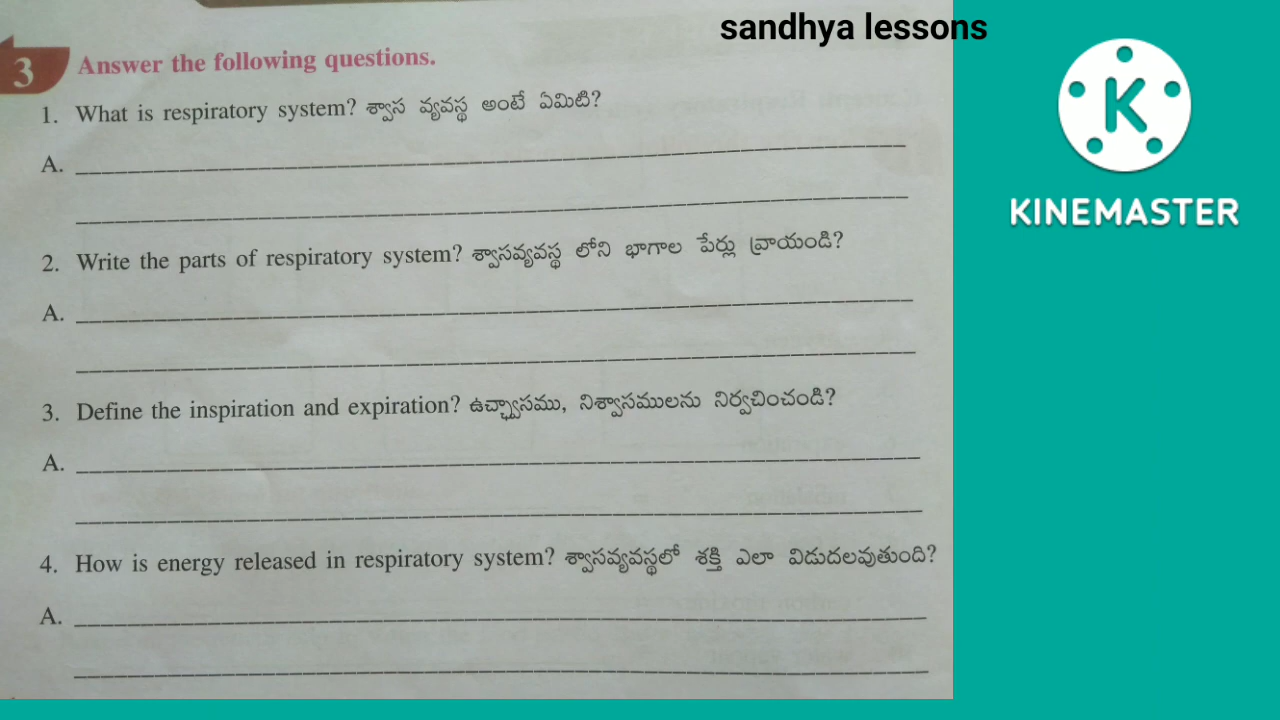 sandhya lessons
3 Answer the following questions.
1. What is respiratory system? శ్వాస వ్యవస్థ అంటే ఏమిటి?
A.
2. Write the parts of respiratory system? శ్వాసవ్యవస్థ లోని భాగాల పేర్లు వ్రాయండి?
A.
3. Define the inspiration and expiration? ఉచ్ఛ్వాసము, నిశ్వాసములను నిర్వచించండి?
A.
4. How is energy released in respiratory system? శ్వాసవ్యవస్థలో శక్తి ఎలా విడుదలవుతుంది?
A.
K
KINEMASTER